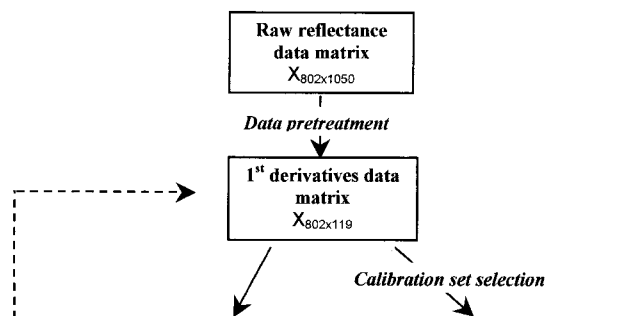 Raw reflectance
data matrix
X802x1050
Data pretreatment
1st derivatives data
matrix
X802x119
Calibration set selection